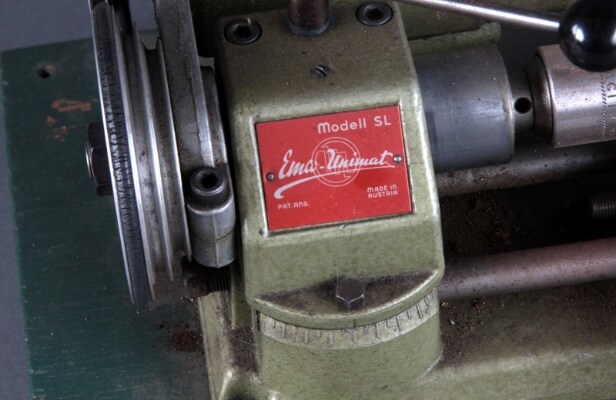 Modell SL
Emco-Unimat
PAT. ANG.
MADE IN
AUSTRIA